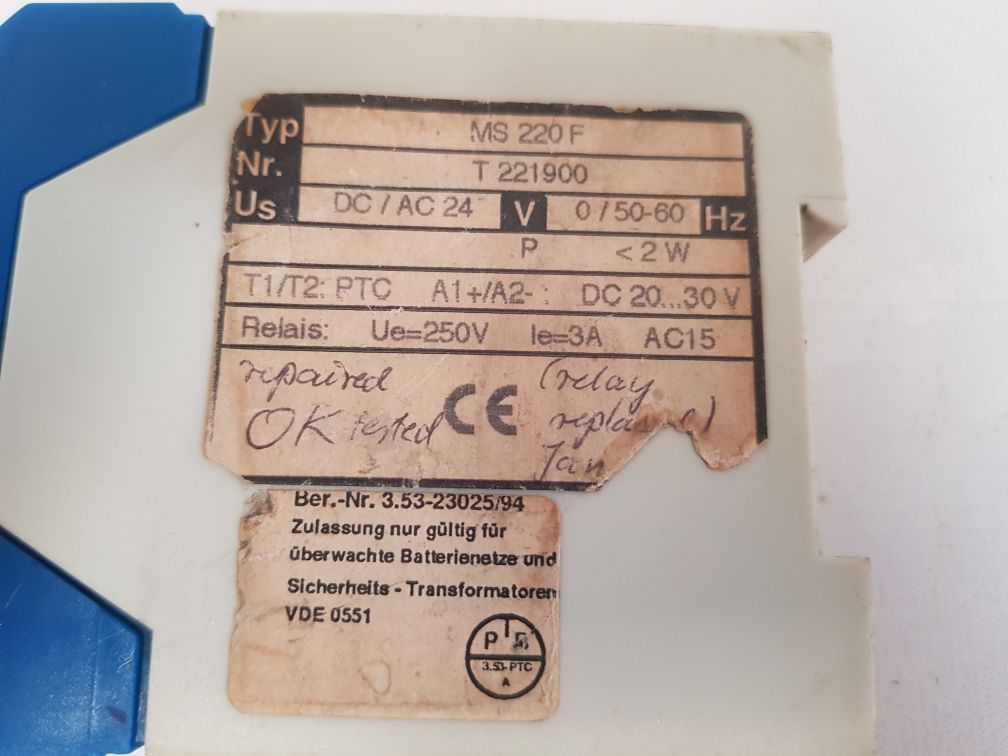 Typ MS 220 F
Nr. T 221900
Us DC / AC 24 V 0 / 50-60 Hz
P < 2 W
T1/T2: PTC A1+/A2- : DC 20...30 V
Relais: Ue=250V Ie=3A AC15
repaired (relay
OK tested CE
Jan
Ber.-Nr. 3.53-23025/94
Zulassung nur gültig für
überwachte Batterienetze und
Sicherheits - Transformatoren
VDE 0551
P T B
3.53-PTC
A